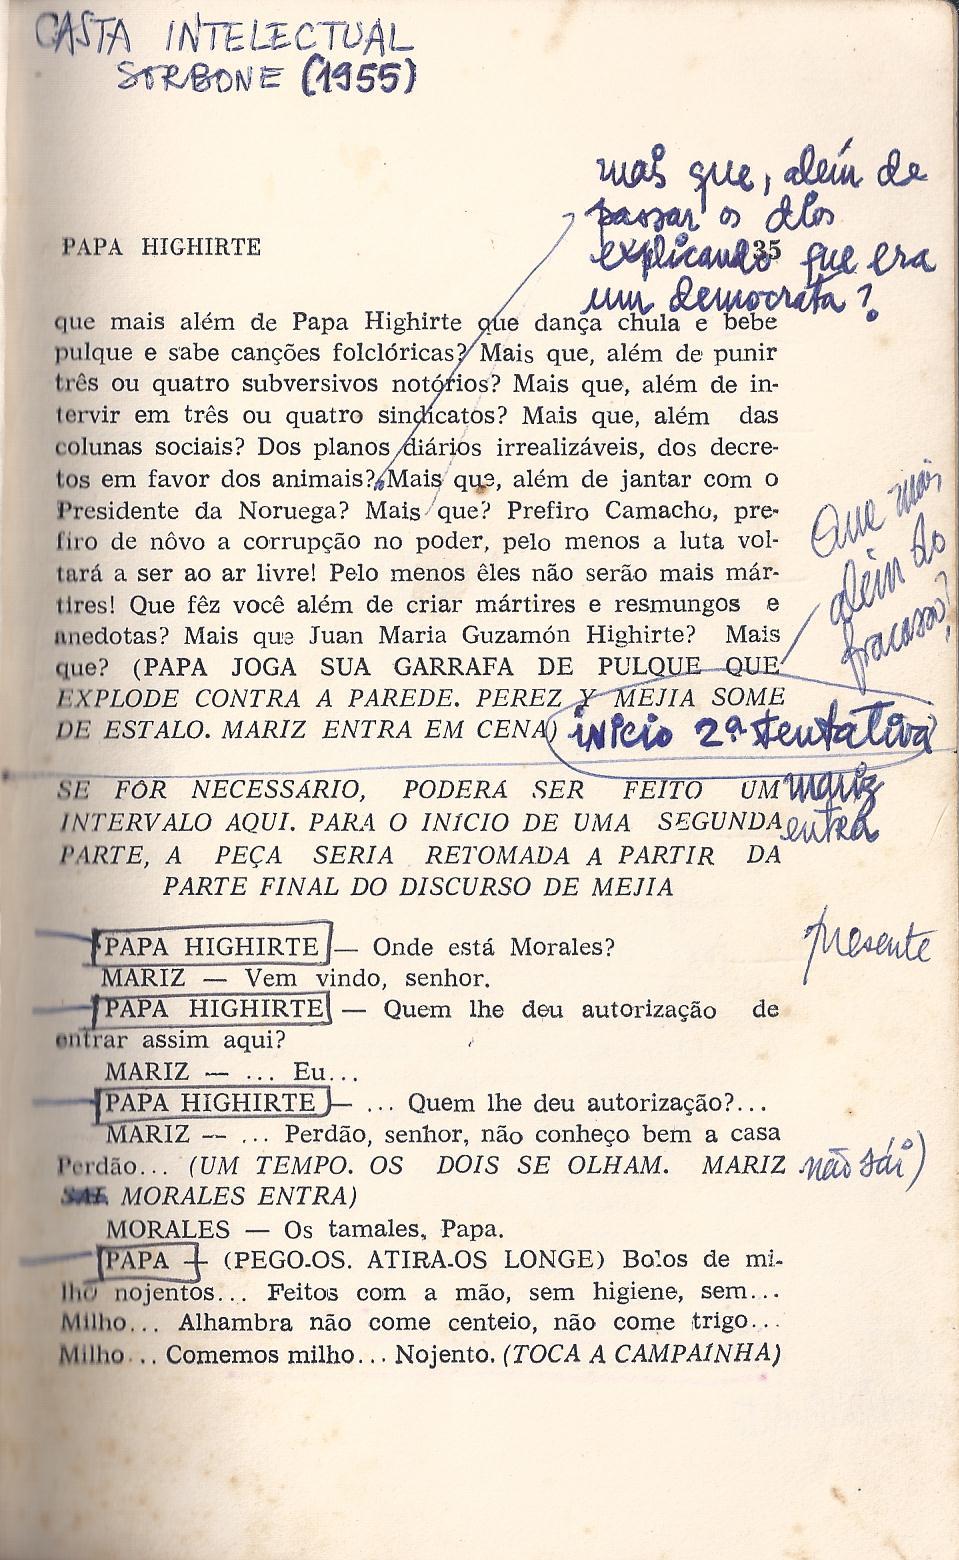 CASTA INTELECTUAL
SORBONE (1955)
mais que, além de
passar os dias
explicando que era
um democrata?
PAPA HIGHIRTE 35
que mais além de Papa Highirte que dança chula e bebe
pulque e sabe canções folclóricas? Mais que, além de punir
três ou quatro subversivos notórios? Mais que, além de in-
tervir em três ou quatro sindicatos? Mais que, além das
colunas sociais? Dos planos diários irrealizáveis, dos decre-
tos em favor dos animais? Mais que, além de jantar com o
Presidente da Noruega? Mais que? Prefiro Camacho, pre-
firo de nôvo a corrupção no poder, pelo menos a luta vol-
tará a ser ao ar livre! Pelo menos êles não serão mais már-
tires! Que fêz você além de criar mártires e resmungos e
anedotas? Mais que Juan Maria Guzamón Highirte? Mais
que? (PAPA JOGA SUA GARRAFA DE PULQUE QUE
EXPLODE CONTRA A PAREDE. PEREZ Y MEJIA SOME
DE ESTALO. MARIZ ENTRA EM CENA)
Que mais
além do
fracasso?
início 2ª tentativa
SE FÔR NECESSÁRIO, PODERÁ SER FEITO UM
INTERVALO AQUI. PARA O INÍCIO DE UMA SEGUNDA
PARTE, A PEÇA SERIA RETOMADA A PARTIR DA
PARTE FINAL DO DISCURSO DE MEJIA
mariz
entra
PAPA HIGHIRTE — Onde está Morales?
presente
MARIZ — Vem vindo, senhor.
PAPA HIGHIRTE — Quem lhe deu autorização de
entrar assim aqui?
MARIZ — ... Eu...
PAPA HIGHIRTE — ... Quem lhe deu autorização?...
MARIZ — ... Perdão, senhor, não conheço bem a casa
Perdão... (UM TEMPO. OS DOIS SE OLHAM. MARIZ não sái)
SAI. MORALES ENTRA)
MORALES — Os tamales, Papa.
PAPA — (PEGO-OS. ATIRA-OS LONGE) Bolos de mi-
lho nojentos... Feitos com a mão, sem higiene, sem...
Milho... Alhambra não come centeio, não come trigo...
Milho... Comemos milho... Nojento. (TOCA A CAMPAÍNHA)